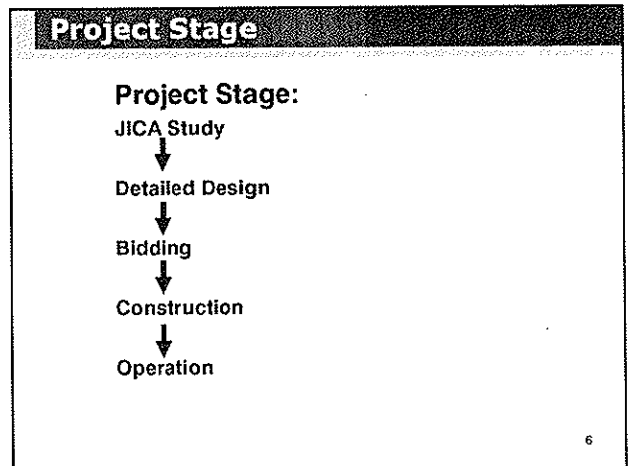 Project Stage
Project Stage:
JICA Study
Detailed Design
Bidding
Construction
Operation
6